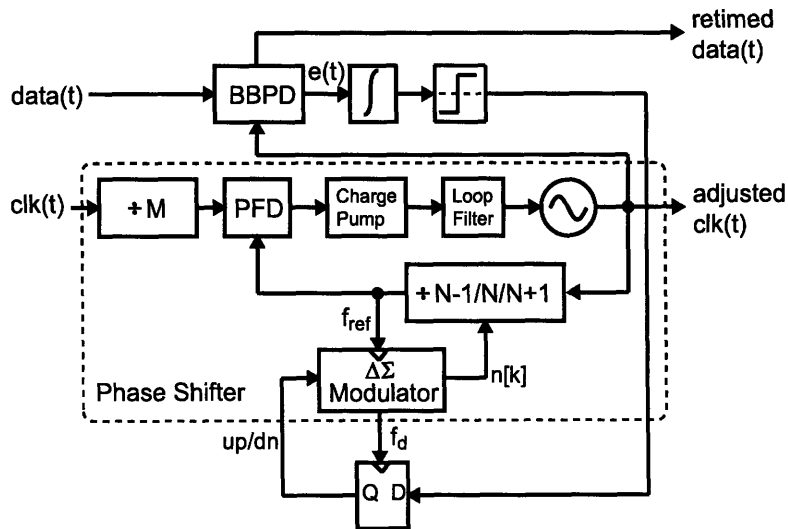 retimed
data(t)
data(t)
BBPD
e(t)
clk(t)
÷M
PFD
Charge
Pump
Loop
Filter
adjusted
clk(t)
÷N-1/N/N+1
f_ref
ΔΣ
Modulator
n[k]
Phase Shifter
up/dn
f_d
Q D